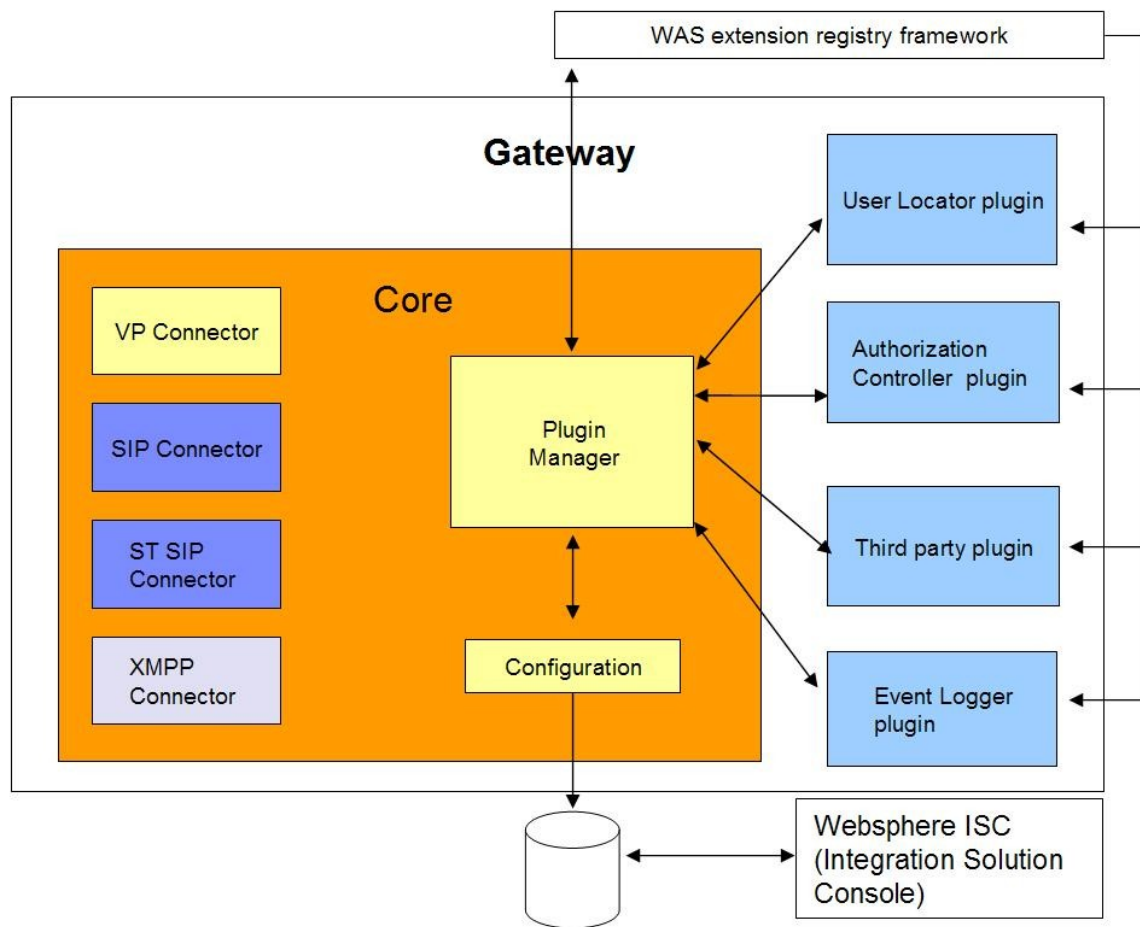 WAS extension registry framework
Gateway
User Locator plugin
Core
VP Connector
Authorization
Controller plugin
SIP Connector
Plugin
Manager
ST SIP
Connector
Third party plugin
XMPP
Connector
Configuration
Event Logger
plugin
Websphere ISC
(Integration Solution
Console)